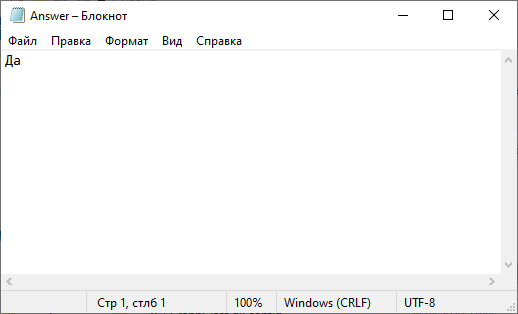 Answer – Блокнот
Файл Правка Формат Вид Справка
Да
Стр 1, стлб 1 100% Windows (CRLF) UTF-8